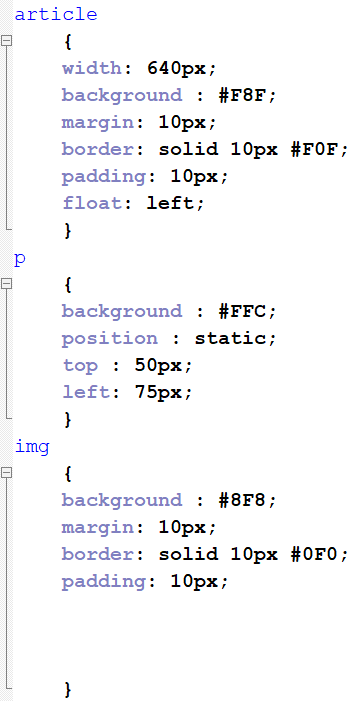 article
{
width: 640px;
background : #F8F;
margin: 10px;
border: solid 10px #F0F;
padding: 10px;
float: left;
}
p
{
background : #FFC;
position : static;
top : 50px;
left: 75px;
}
img
{
background : #8F8;
margin: 10px;
border: solid 10px #0F0;
padding: 10px;
}